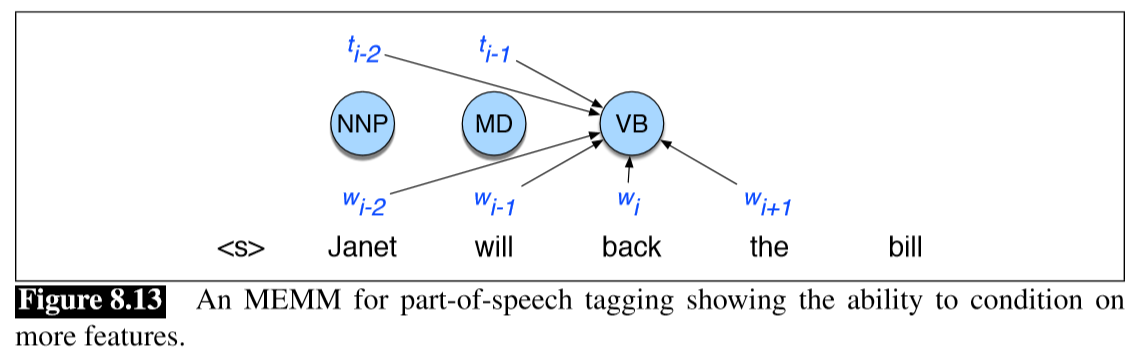 t_{i-2} t_{i-1}
NNP MD VB
w_{i-2} w_{i-1} w_i w_{i+1}
<s> Janet will back the bill
Figure 8.13 An MEMM for part-of-speech tagging showing the ability to condition on
more features.